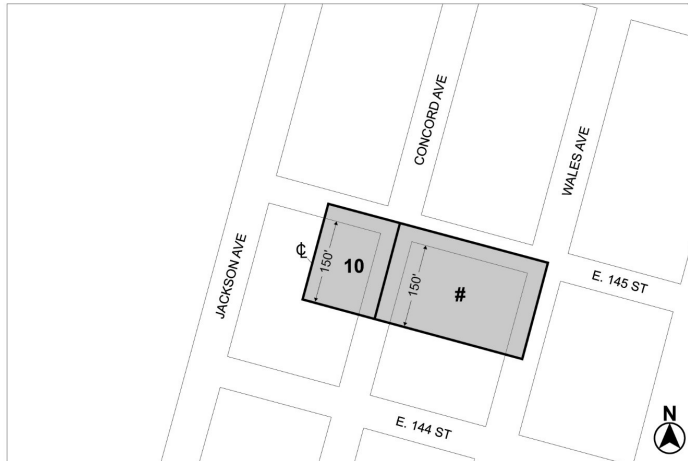 CONCORD AVE
WALES AVE
JACKSON AVE
℄
150'
10
150'
#
E. 145 ST
E. 144 ST
N